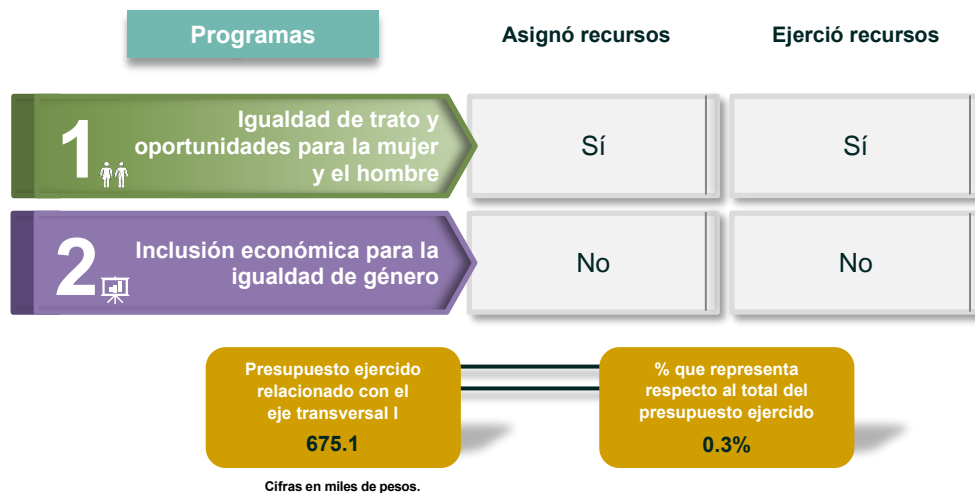 Programas
Asignó recursos
Ejerció recursos
1
Igualdad de trato y
oportunidades para la mujer
y el hombre
Sí
Sí
2
Inclusión económica para la
igualdad de género
No
No
Presupuesto ejercido
relacionado con el
eje transversal I
675.1
% que representa
respecto al total del
presupuesto ejercido
0.3%
Cifras en miles de pesos.